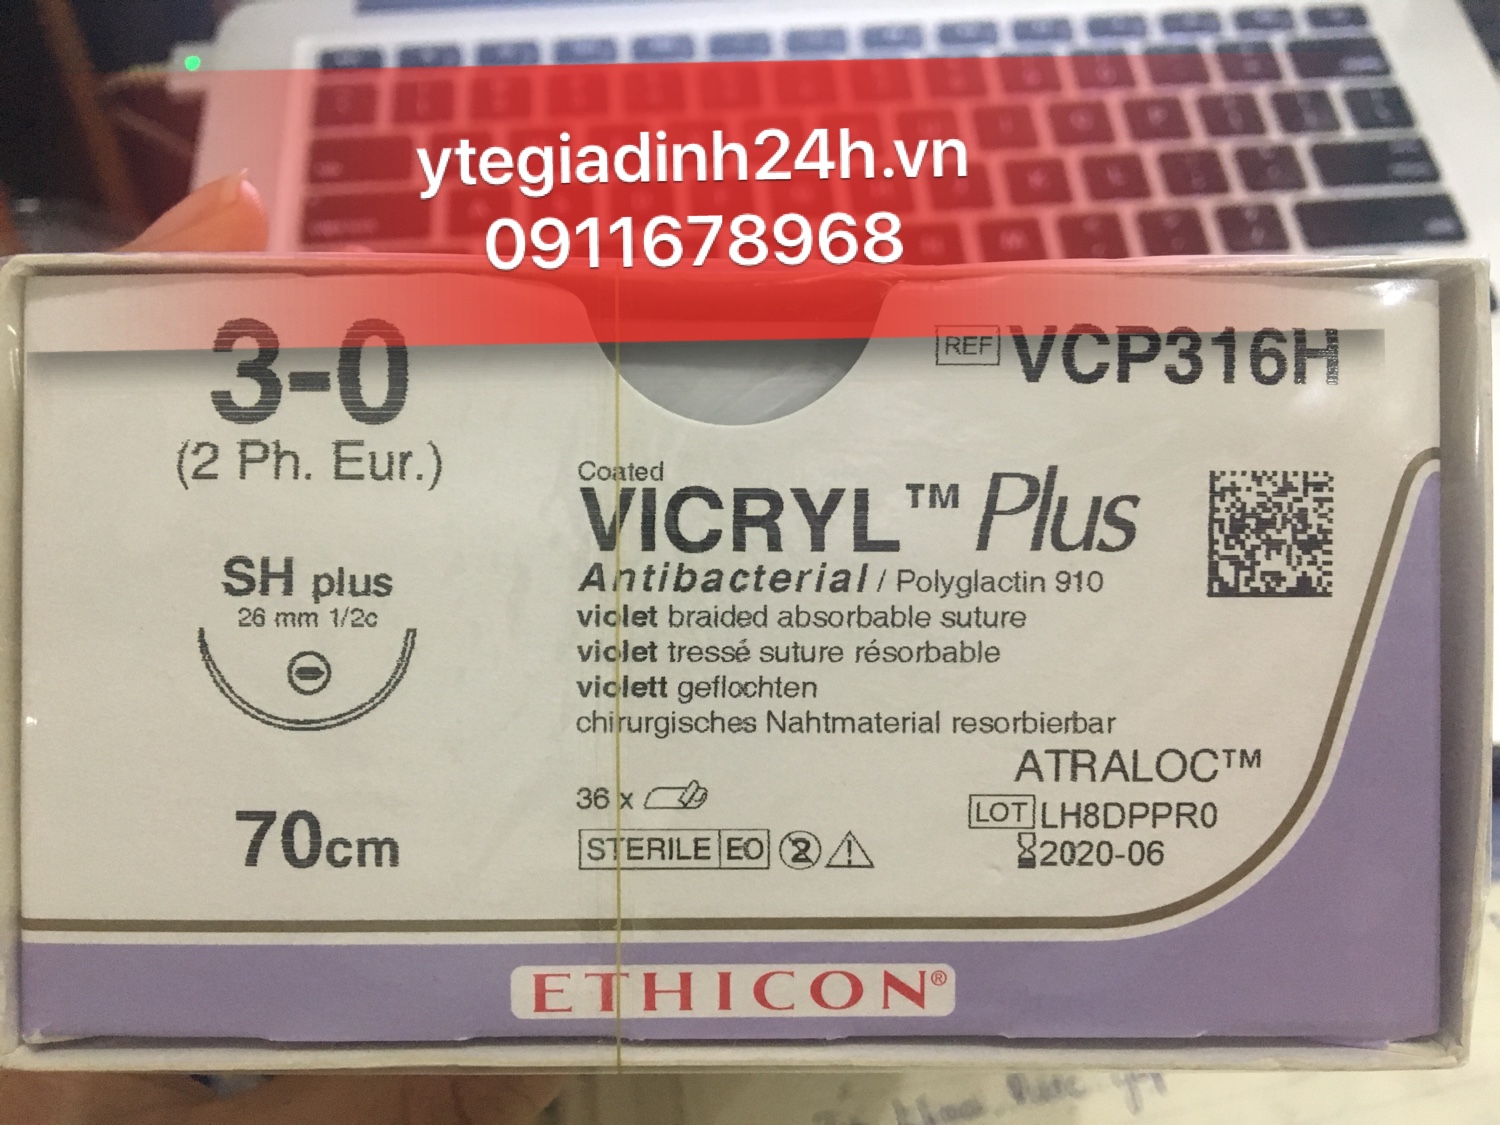 ytegiadinh24h.vn
0911678968
3-0
(2 Ph. Eur.)
REF VCP316H
Coated
VICRYL™ Plus
Antibacterial / Polyglactin 910
violet braided absorbable suture
violet tressé suture résorbable
violett geflochten
chirurgisches Nahtmaterial resorbierbar
SH plus
26 mm 1/2c
70cm
36 x
STERILE EO 2
ATRALOC™
LOT LH8DPPR0
2020-06
ETHICON®